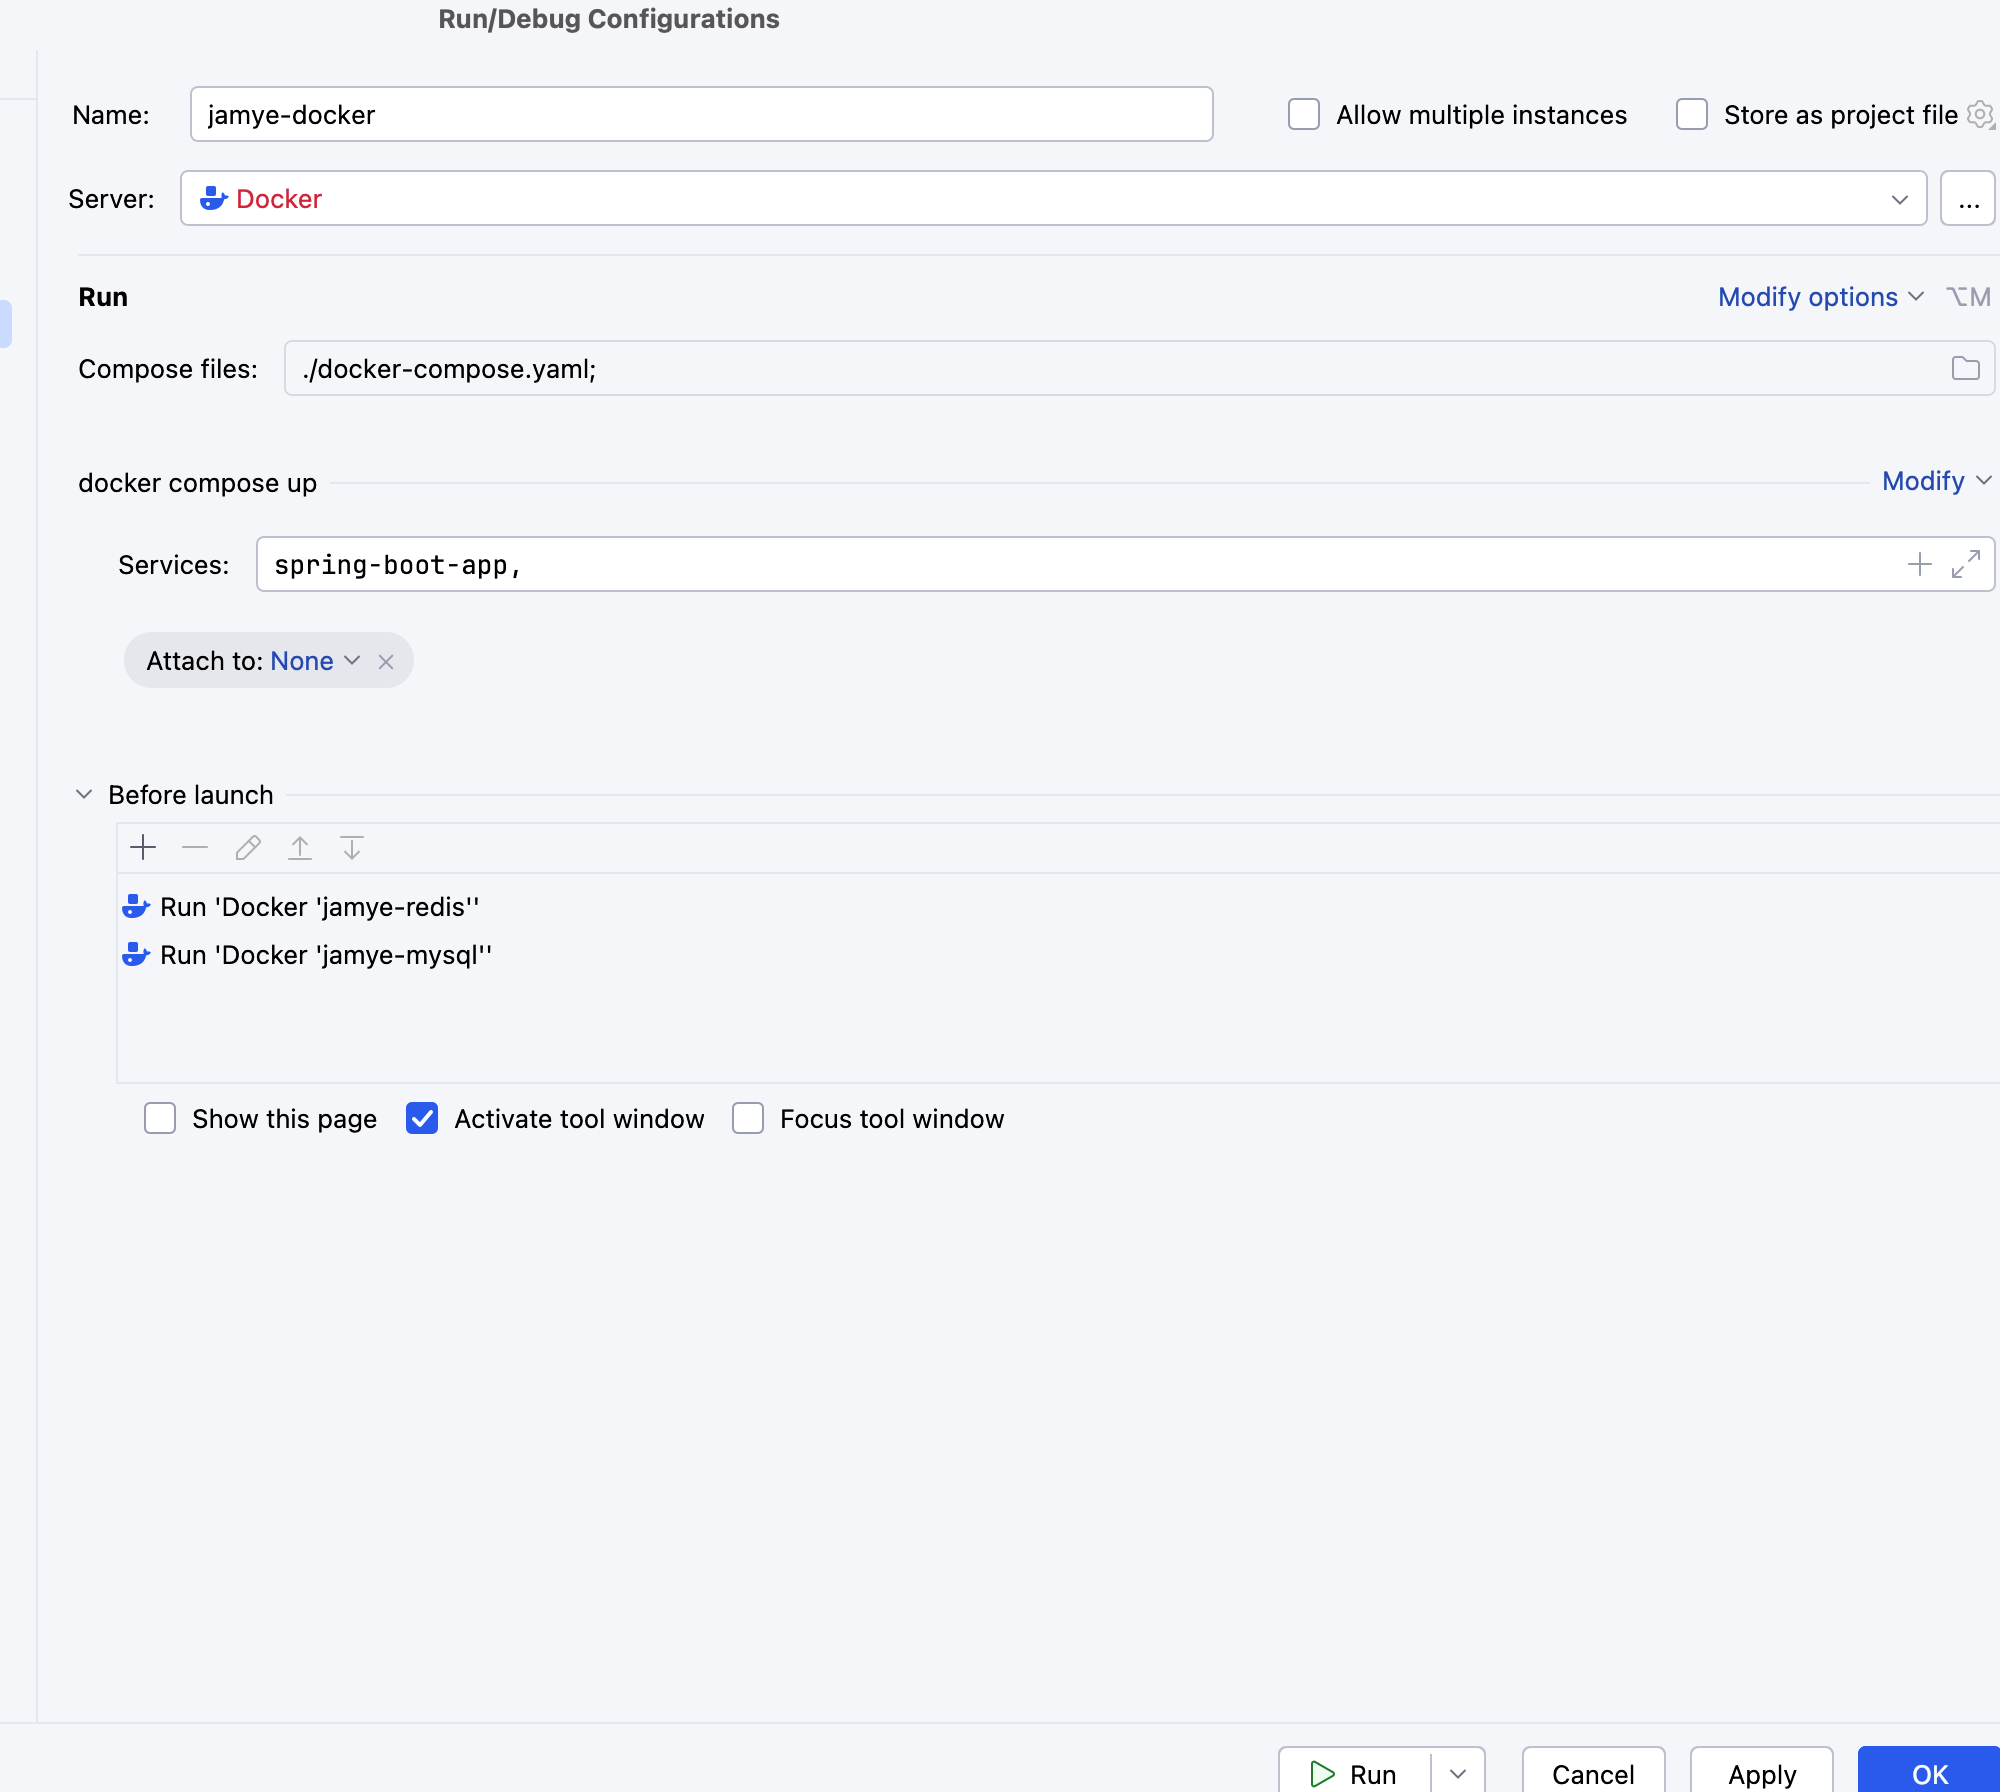 Run/Debug Configurations
Name: jamye-docker Allow multiple instances Store as project file
Server: Docker ...
Run Modify options ⌥M
Compose files: ./docker-compose.yaml;
docker compose up Modify
Services: spring-boot-app,
Attach to: None
Before launch
Run 'Docker 'jamye-redis''
Run 'Docker 'jamye-mysql''
Show this page Activate tool window Focus tool window
Run Cancel Apply OK